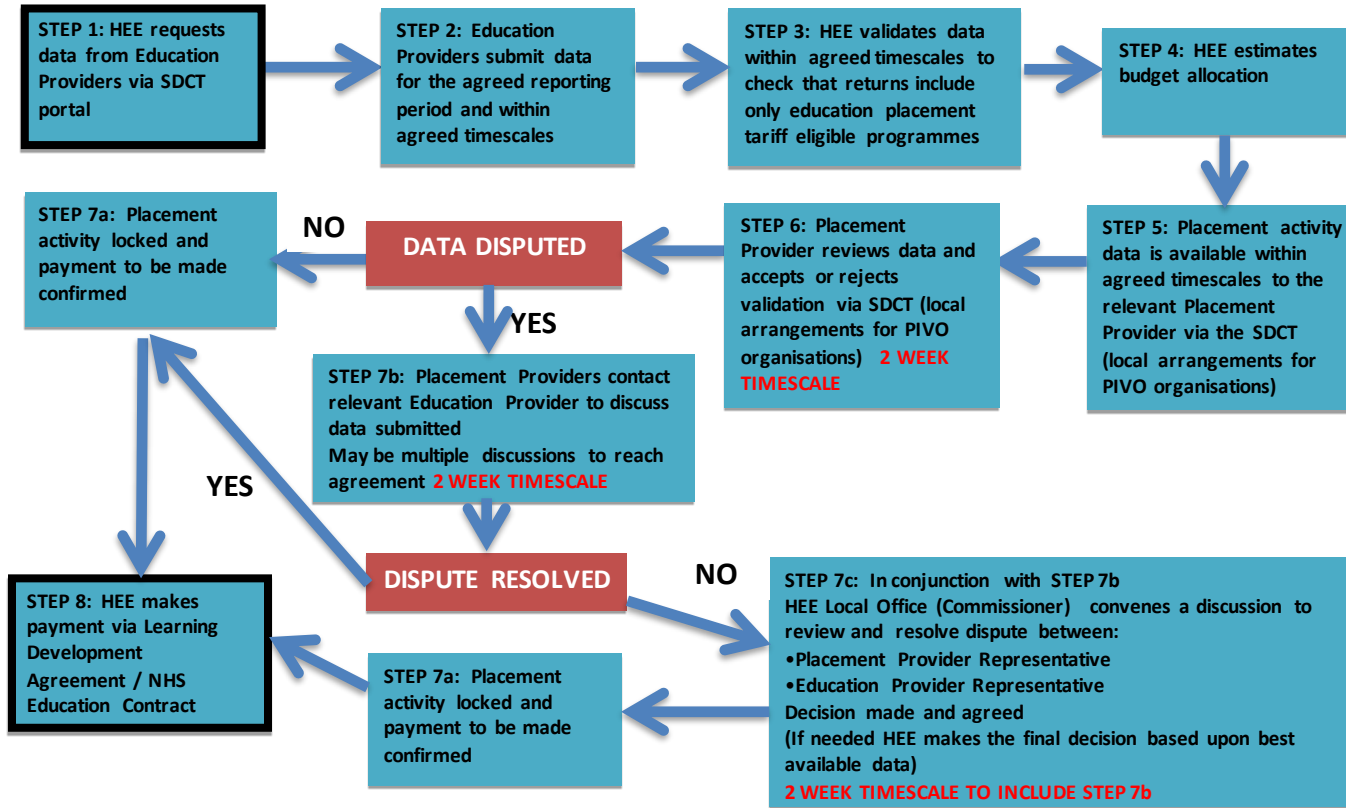 STEP 1: HEE requests
data from Education
Providers via SDCT
portal
STEP 2: Education
Providers submit data
for the agreed reporting
period and within
agreed timescales
STEP 3: HEE validates data
within agreed timescales to
check that returns include
only education placement
tariff eligible programmes
STEP 4: HEE estimates
budget allocation
STEP 5: Placement activity
data is available within
agreed timescales to the
relevant Placement
Provider via the SDCT
(local arrangements for
PIVO organisations)
STEP 6: Placement
Provider reviews data and
accepts or rejects
validation via SDCT (local
arrangements for PIVO
organisations) 2 WEEK
TIMESCALE
DATA DISPUTED
NO
STEP 7a: Placement
activity locked and
payment to be made
confirmed
YES
STEP 7b: Placement Providers contact
relevant Education Provider to discuss
data submitted
May be multiple discussions to reach
agreement 2 WEEK TIMESCALE
DISPUTE RESOLVED
YES
NO
STEP 7c: In conjunction with STEP 7b
HEE Local Office (Commissioner) convenes a discussion to
review and resolve dispute between:
•Placement Provider Representative
•Education Provider Representative
Decision made and agreed
(If needed HEE makes the final decision based upon best
available data)
2 WEEK TIMESCALE TO INCLUDE STEP 7b
STEP 7a: Placement
activity locked and
payment to be made
confirmed
STEP 8: HEE makes
payment via Learning
Development
Agreement / NHS
Education Contract